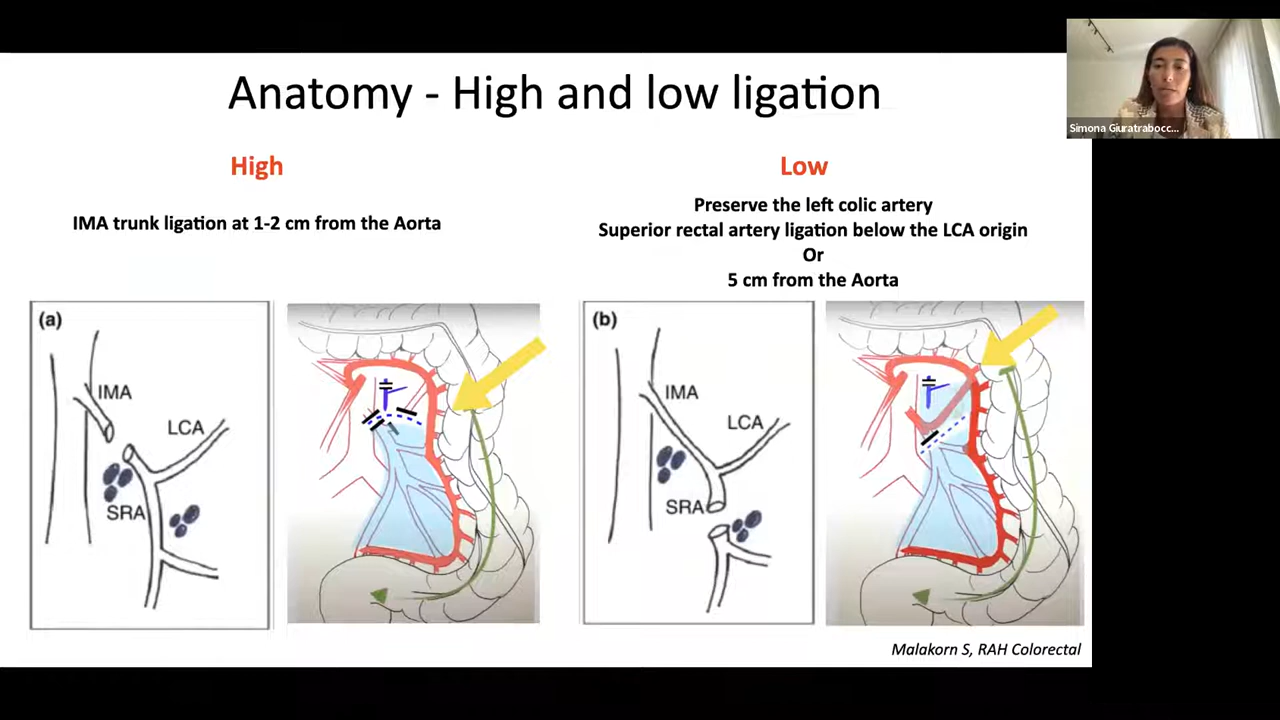 Anatomy - High and low ligation
Simona Giuratrabocc...
High
IMA trunk ligation at 1-2 cm from the Aorta
Low
Preserve the left colic artery
Superior rectal artery ligation below the LCA origin
Or
5 cm from the Aorta
(a)
IMA
LCA
SRA
(b)
IMA
LCA
SRA
Malakorn S, RAH Colorectal